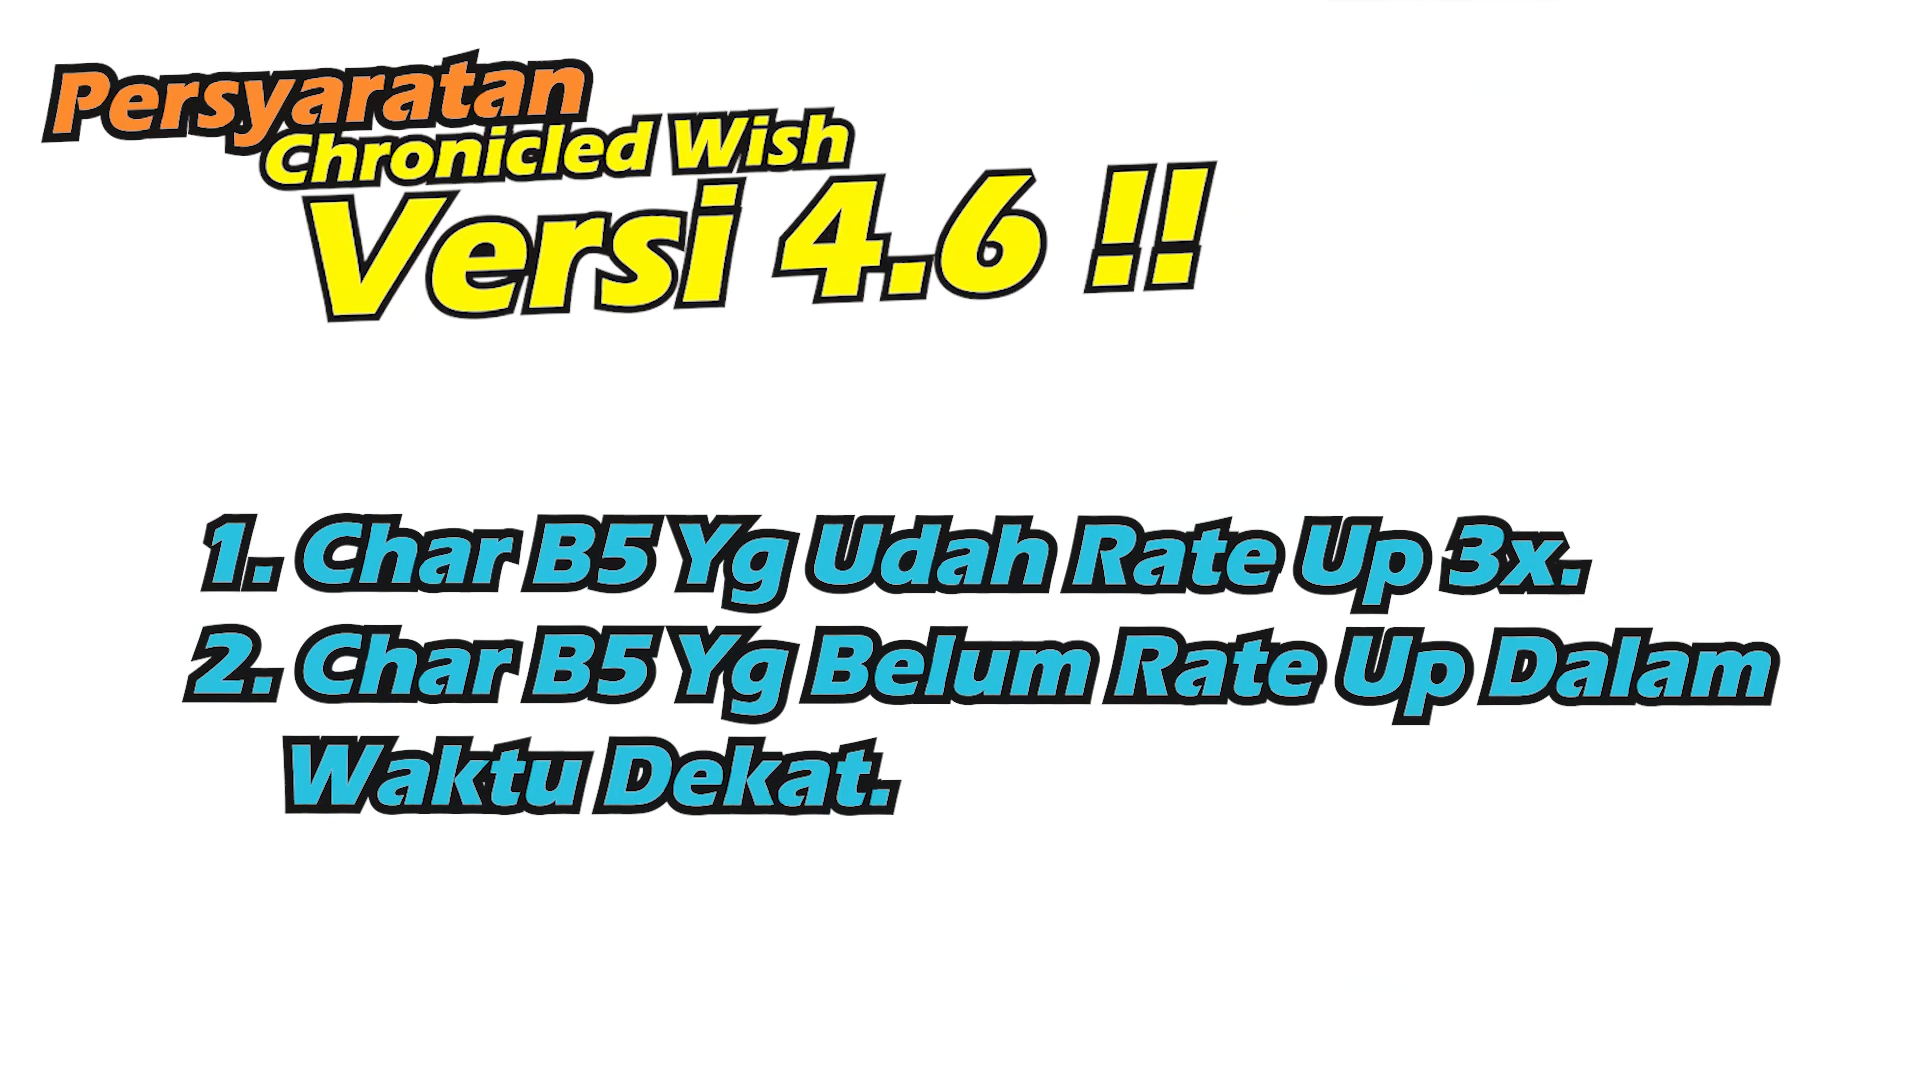 Persyaratan
Chronicled Wish
Versi 4.6 !!
1. Char B5 Yg Udah Rate Up 3x.
2. Char B5 Yg Belum Rate Up Dalam
Waktu Dekat.